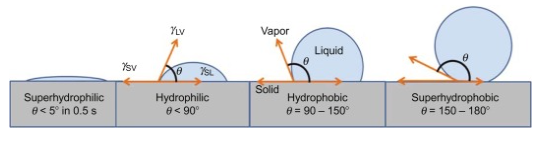 γLV
γSV
θ
γSL
Vapor
Liquid
θ
θ
Solid
Superhydrophilic
θ < 5° in 0.5 s
Hydrophilic
θ < 90°
Hydrophobic
θ = 90 – 150°
Superhydrophobic
θ = 150 – 180°